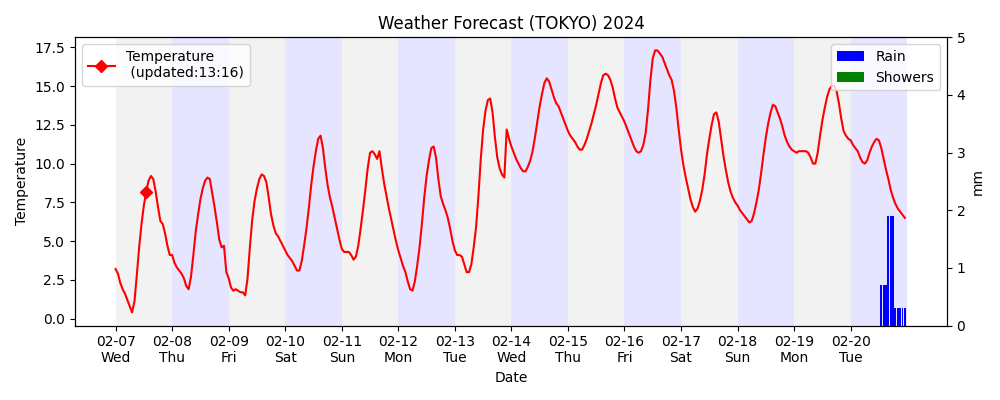 Weather Forecast (TOKYO) 2024
Temperature
(updated:13:16)
Rain
Showers
Temperature
17.5
15.0
12.5
10.0
7.5
5.0
2.5
0.0
5
4
3
2
1
0
mm
02-07 02-08 02-09 02-10 02-11 02-12 02-13 02-14 02-15 02-16 02-17 02-18 02-19 02-20
Wed Thu Fri Sat Sun Mon Tue Wed Thu Fri Sat Sun Mon Tue
Date